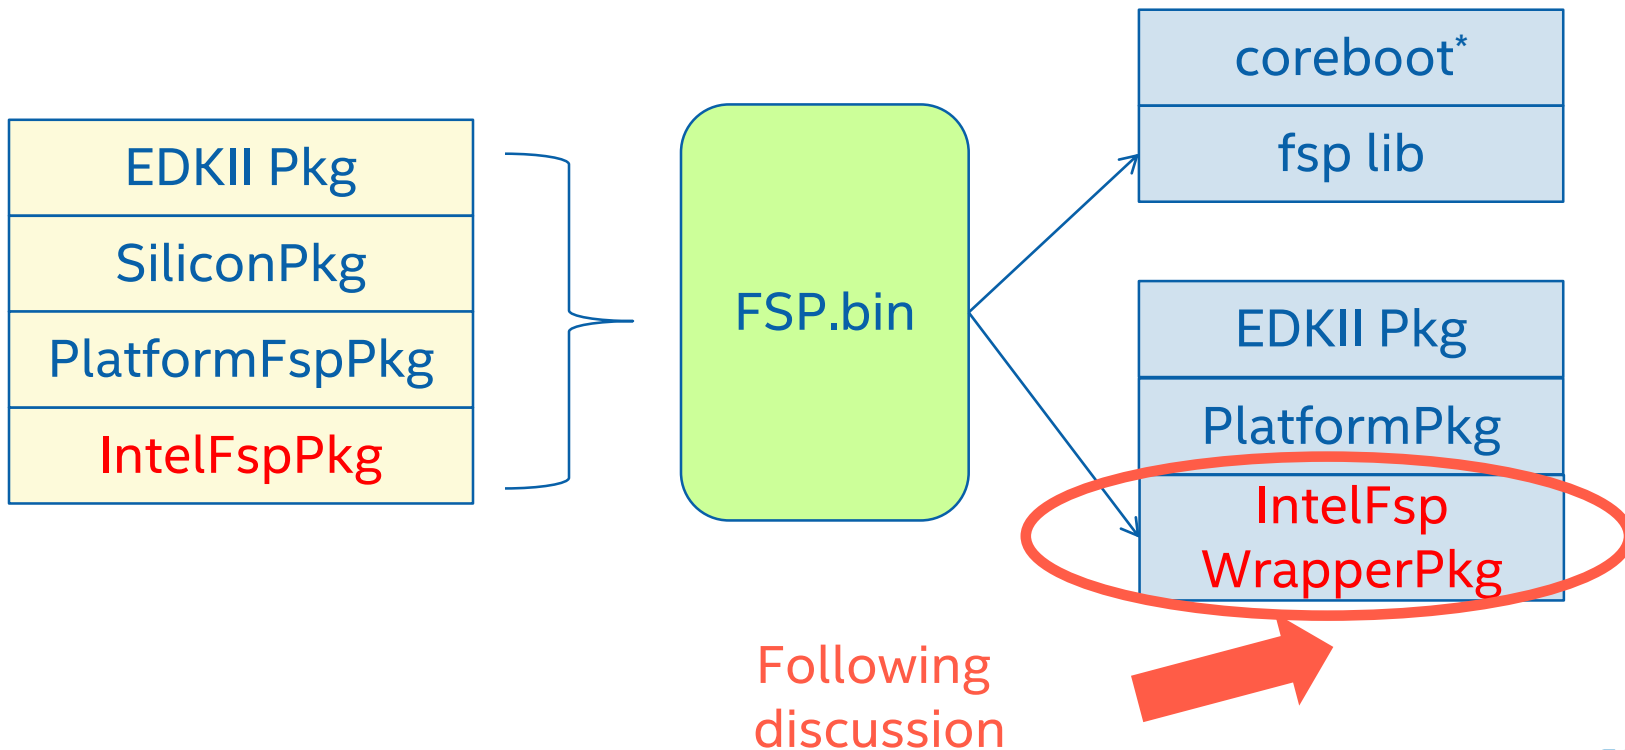 EDKII Pkg
SiliconPkg
PlatformFspPkg
IntelFspPkg
FSP.bin
coreboot*
fsp lib
EDKII Pkg
PlatformPkg
IntelFsp
WrapperPkg
Following
discussion